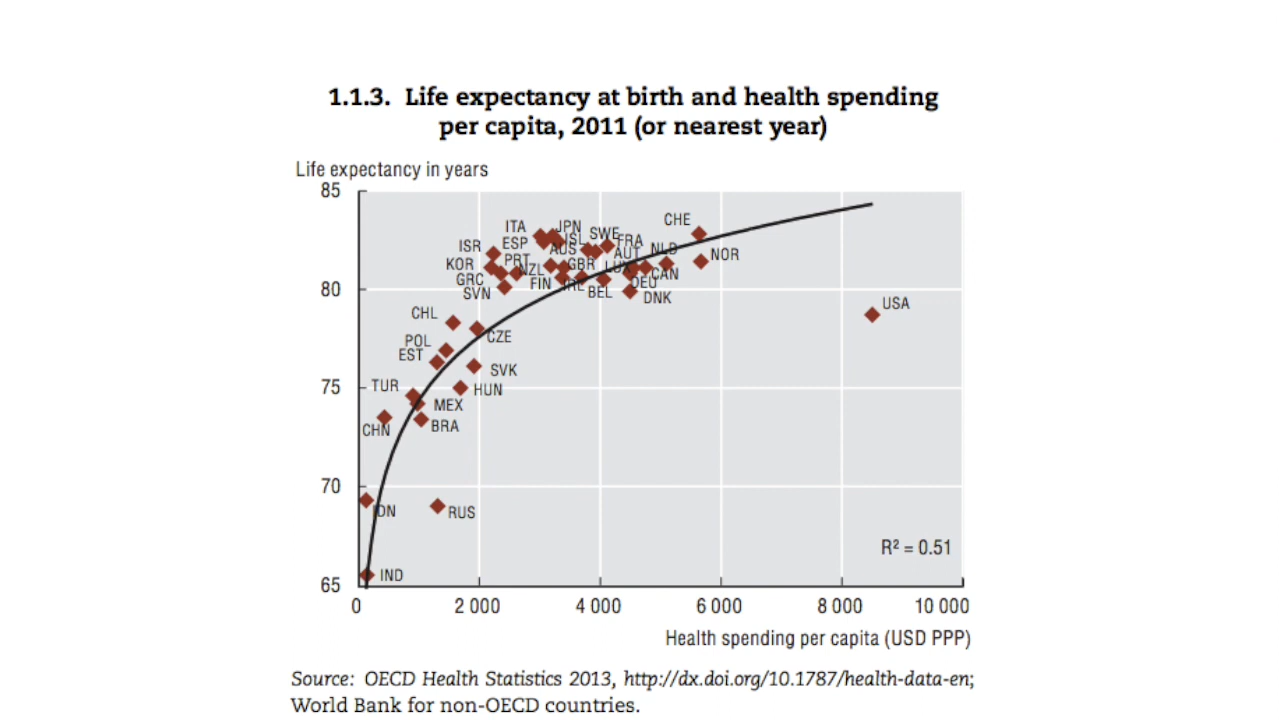 1.1.3. Life expectancy at birth and health spending
per capita, 2011 (or nearest year)
Life expectancy in years
85
CHE
ITA
JPN
SWE
ISL
FRA
ISR
ESP
AUS
AUT
NLD
NOR
KOR
PRT
NZL
GBR
LUX
CAN
GRC
FIN
IRL
DEU
SVN
BEL
DNK
80
USA
CHL
CZE
POL
EST
SVK
75
TUR
HUN
MEX
CHN
BRA
70
IDN
RUS
R² = 0.51
IND
65
0 2 000 4 000 6 000 8 000 10 000
Health spending per capita (USD PPP)
Source: OECD Health Statistics 2013, http://dx.doi.org/10.1787/health-data-en;
World Bank for non-OECD countries.